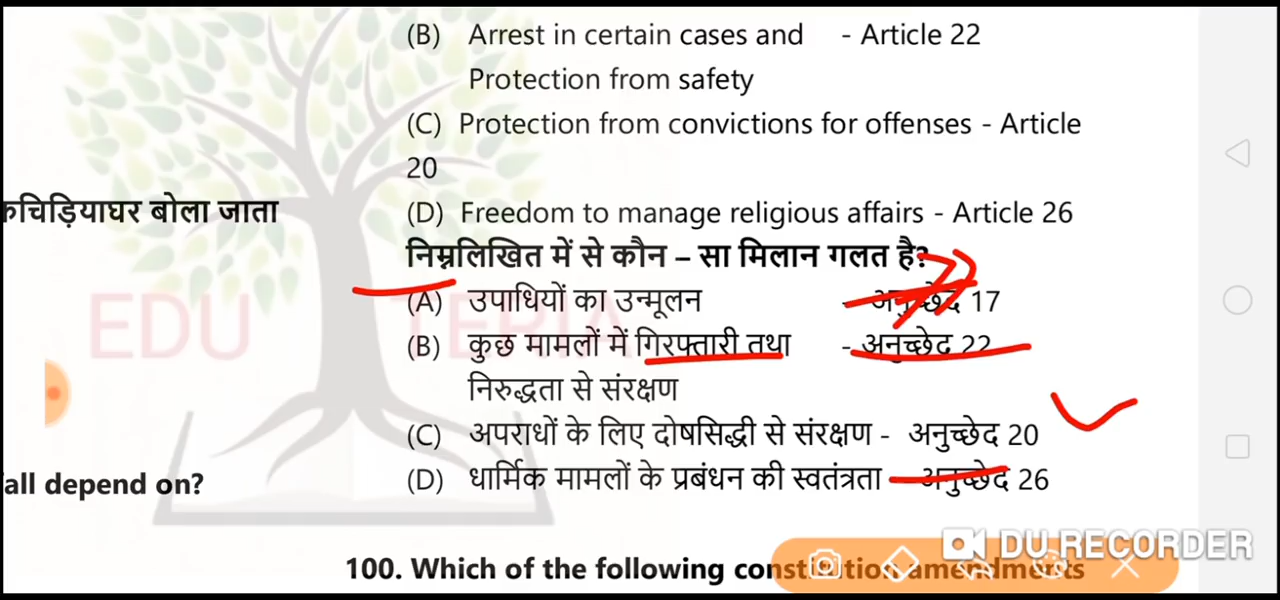 (B) Arrest in certain cases and - Article 22
Protection from safety
(C) Protection from convictions for offenses - Article
20
(D) Freedom to manage religious affairs - Article 26
कचिड़ियाघर बोला जाता
निम्नलिखित में से कौन – सा मिलान गलत है?
(A) उपाधियों का उन्मूलन - अनुच्छेद 17
(B) कुछ मामलों में गिरफ्तारी तथा - अनुच्छेद 22
निरुद्धता से संरक्षण
(C) अपराधों के लिए दोषसिद्धी से संरक्षण - अनुच्छेद 20
(D) धार्मिक मामलों के प्रबंधन की स्वतंत्रता - अनुच्छेद 26
all depend on?
100. Which of the following constitution amendments
EDU TERIA
DU RECORDER